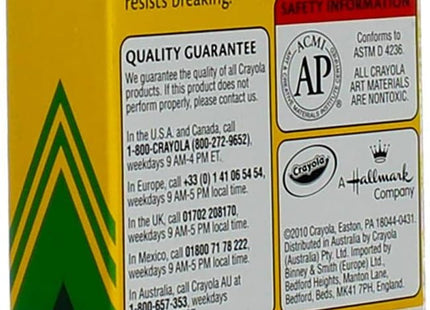 resists breaking.
QUALITY GUARANTEE
We guarantee the quality of all Crayola
products. If this product does not
perform properly, please contact us.
In the U.S.A. and Canada, call
1-800-CRAYOLA (800-272-9652),
weekdays 9 AM-4 PM ET.
In Europe, call +33 (0) 1 41 06 54 54,
weekdays 9 AM-5 PM local time.
In the UK, call 01702 208170,
weekdays 9 AM-5 PM local time.
In Mexico, call 01800 71 78 222,
weekdays 9 AM-5 PM local time.
In Australia, call Crayola AU at
1-800-657-353, weekdays
SAFETY INFORMATION
ACMI
AP
ART & CREATIVE MATERIALS INSTITUTE CERTIFIED
®
Conforms to
ASTM D 4236.
ALL CRAYOLA
ART MATERIALS
ARE NONTOXIC.
Crayola
A Hallmark
Company
©2010 Crayola, Easton, PA 18044-0431.
Distributed in Australia by Crayola
(Australia) Pty. Ltd. Imported by
Binney & Smith (Europe) Ltd.,
Bedford Heights, Manton Lane,
Bedford, Beds, MK41 7PH, England.